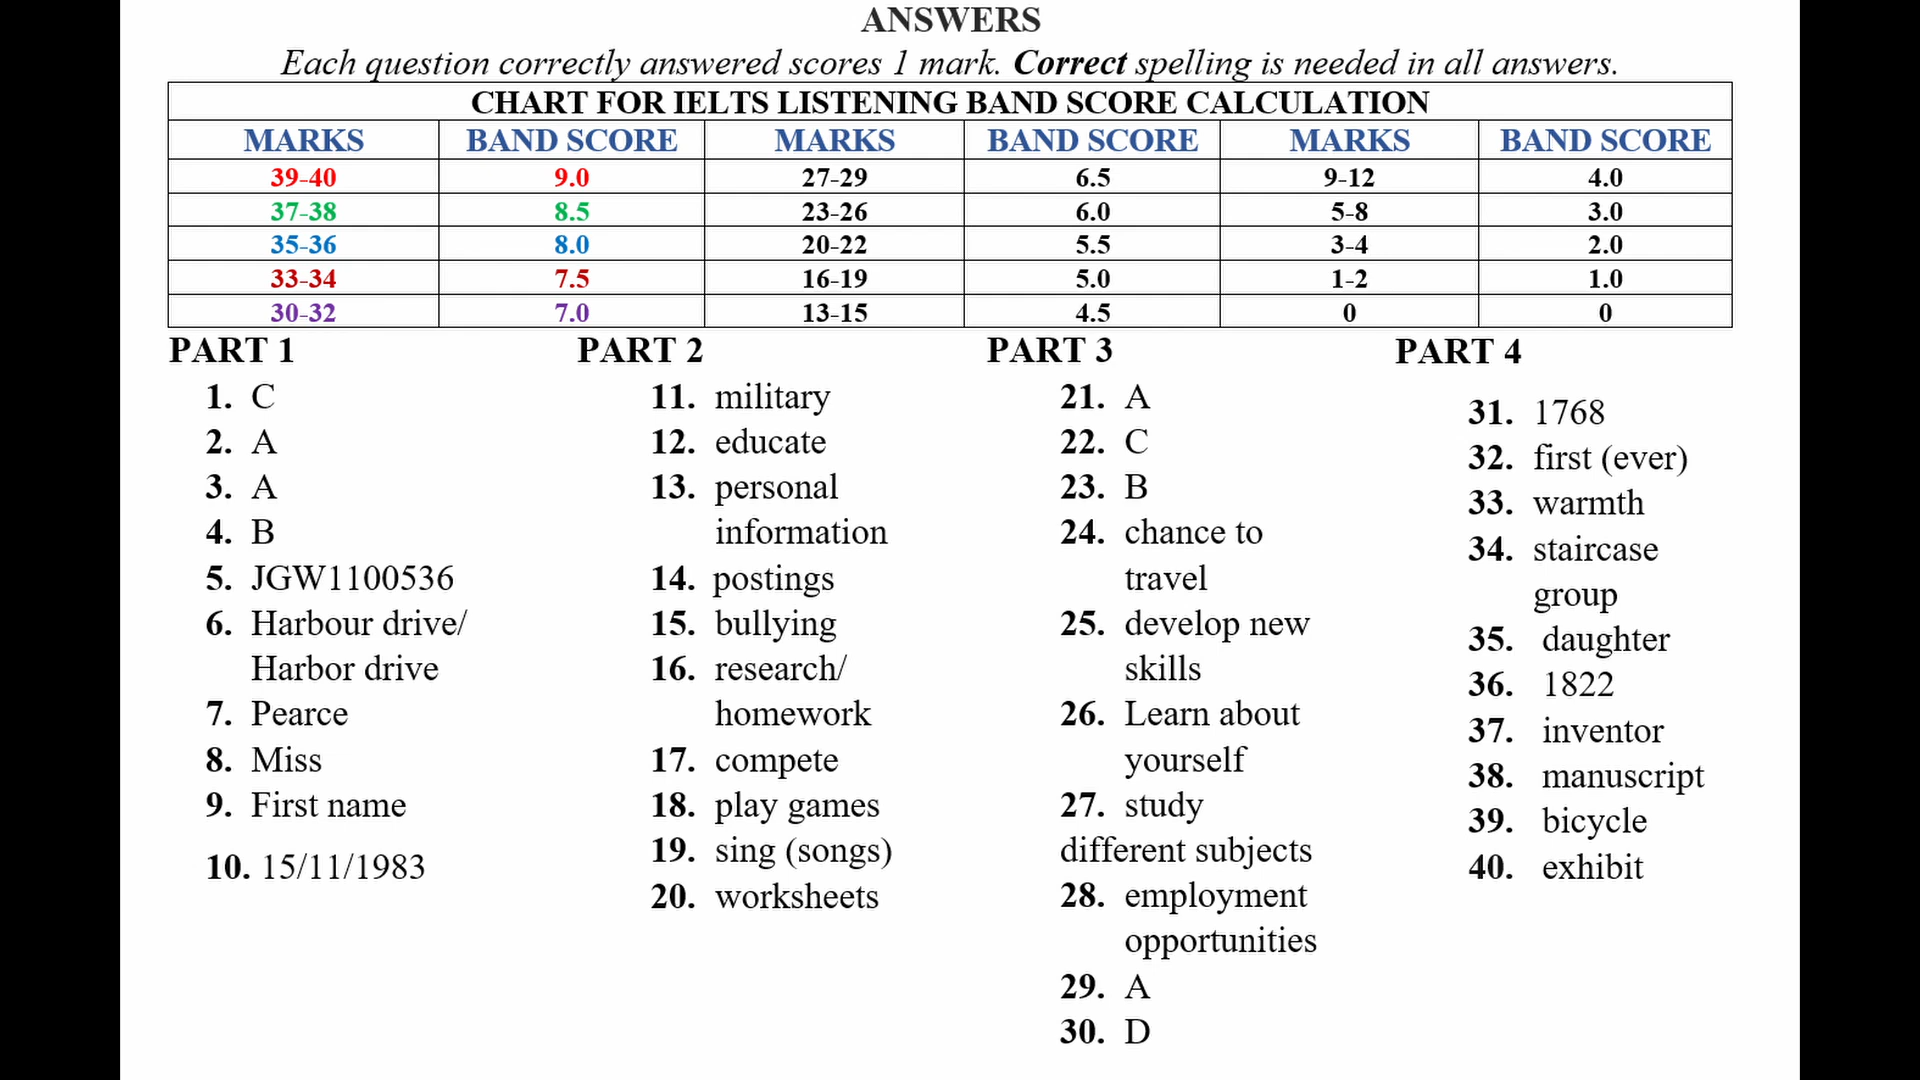 ANSWERS
Each question correctly answered scores 1 mark. Correct spelling is needed in all answers.
CHART FOR IELTS LISTENING BAND SCORE CALCULATION
MARKS BAND SCORE MARKS BAND SCORE MARKS BAND SCORE
39-40 9.0 27-29 6.5 9-12 4.0
37-38 8.5 23-26 6.0 5-8 3.0
35-36 8.0 20-22 5.5 3-4 2.0
33-34 7.5 16-19 5.0 1-2 1.0
30-32 7.0 13-15 4.5 0 0
PART 1
1. C
2. A
3. A
4. B
5. JGW1100536
6. Harbour drive/
Harbor drive
7. Pearce
8. Miss
9. First name
10. 15/11/1983
PART 2
11. military
12. educate
13. personal
information
14. postings
15. bullying
16. research/
homework
17. compete
18. play games
19. sing (songs)
20. worksheets
PART 3
21. A
22. C
23. B
24. chance to
travel
25. develop new
skills
26. Learn about
yourself
27. study
different subjects
28. employment
opportunities
29. A
30. D
PART 4
31. 1768
32. first (ever)
33. warmth
34. staircase
group
35. daughter
36. 1822
37. inventor
38. manuscript
39. bicycle
40. exhibit